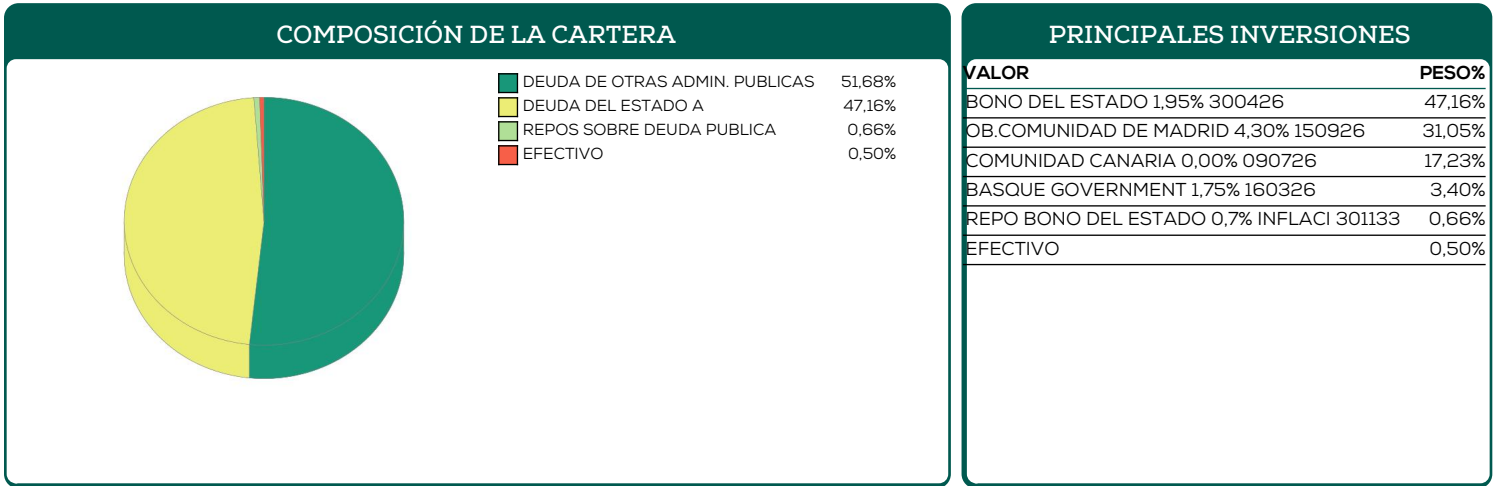 COMPOSICIÓN DE LA CARTERA
DEUDA DE OTRAS ADMIN. PUBLICAS 51,68%
DEUDA DEL ESTADO A 47,16%
REPOS SOBRE DEUDA PUBLICA 0,66%
EFECTIVO 0,50%
PRINCIPALES INVERSIONES
VALOR PESO%
BONO DEL ESTADO 1,95% 300426 47,16%
OB.COMUNIDAD DE MADRID 4,30% 150926 31,05%
COMUNIDAD CANARIA 0,00% 090726 17,23%
BASQUE GOVERNMENT 1,75% 160326 3,40%
REPO BONO DEL ESTADO 0,7% INFLACI 301133 0,66%
EFECTIVO 0,50%